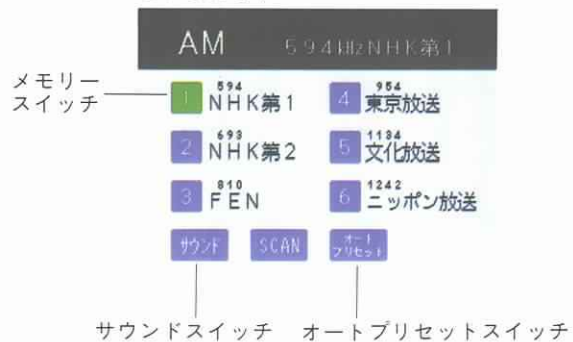 AM 594kHzNHK第1
メモリー
スイッチ
1 594 NHK第1
4 954 東京放送
2 693 NHK第2
5 1134 文化放送
3 810 FEN
6 1242 ニッポン放送
サウンド SCAN オート
プリセット
サウンドスイッチ オートプリセットスイッチ